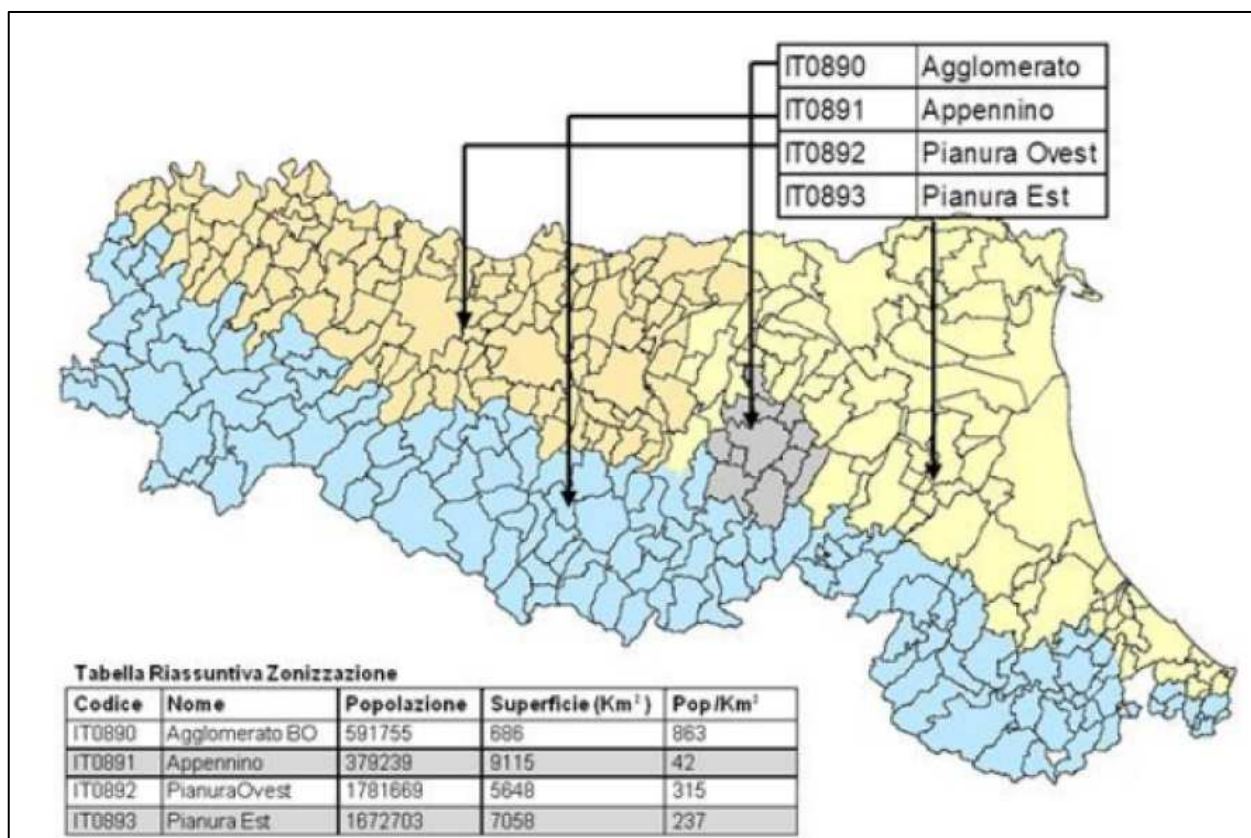 IT0890 Agglomerato
IT0891 Appennino
IT0892 Pianura Ovest
IT0893 Pianura Est
Tabella Riassuntiva Zonizzazione
Codice Nome Popolazione Superficie (Km²) Pop/Km²
IT0890 Agglomerato BO 591755 686 863
IT0891 Appennino 379239 9115 42
IT0892 PianuraOvest 1781669 5648 315
IT0893 Pianura Est 1672703 7058 237